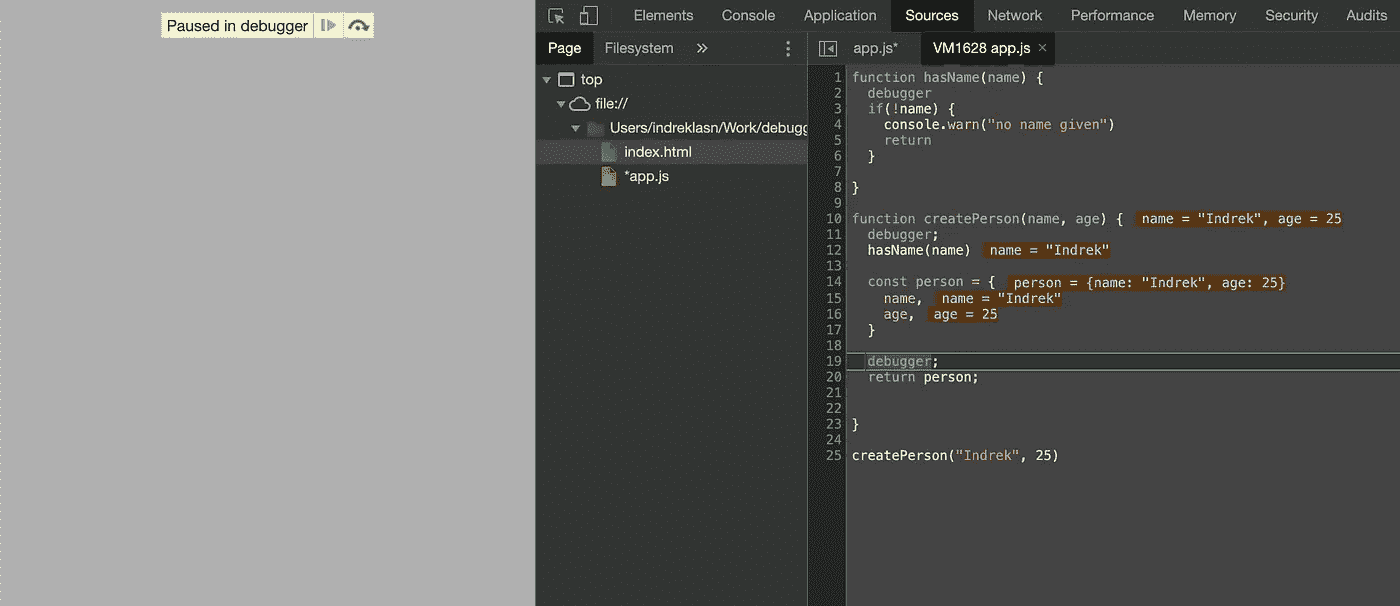 Paused in debugger
Elements Console Application Sources Network Performance Memory Security Audits
Page Filesystem »
app.js* VM1628 app.js ×
top
file://
Users/indreklasn/Work/debugg
index.html
*app.js
1 function hasName(name) {
2 debugger
3 if(!name) {
4 console.warn("no name given")
5 return
6 }
7
8 }
9
10 function createPerson(name, age) { name = "Indrek", age = 25
11 debugger;
12 hasName(name) name = "Indrek"
13
14 const person = { person = {name: "Indrek", age: 25}
15 name, name = "Indrek"
16 age, age = 25
17 }
18
19 debugger;
20 return person;
21
22
23 }
24
25 createPerson("Indrek", 25)